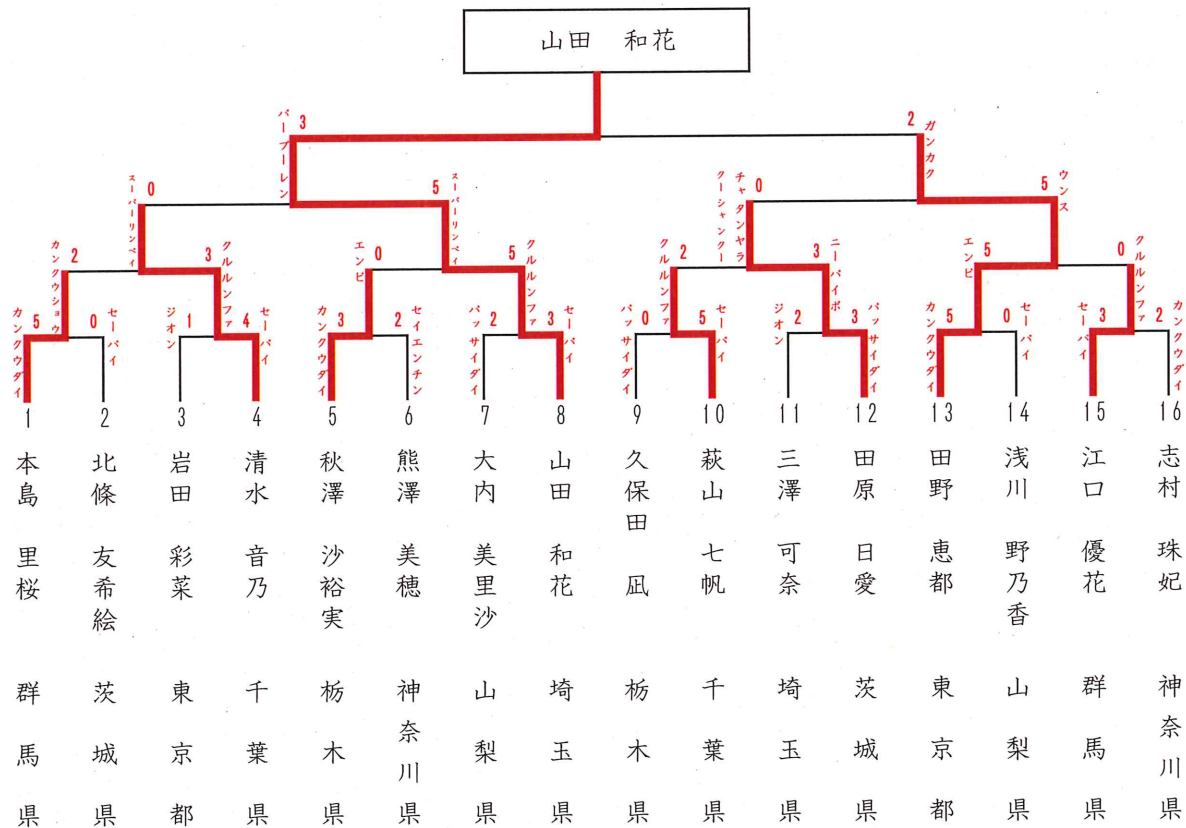 山田 和花
3
パープーレン
2
ガンカク
0
スーパーリンペイ
5
スーパーリンペイ
0
チャタンヤラ
クーシャンクー
5
ウンス
2
カンクウショウ
3
クルルンファ
0
エンピ
5
クルルンファ
2
クルルンファ
3
ニーパイポ
5
エンピ
0
クルルンファ
5
カンクウダイ
0
セーパイ
1
ジオン
4
セーパイ
3
カンクウダイ
2
セイエンチン
2
パッサイダイ
3
セーパイ
0
パッサイダイ
5
セーパイ
2
ジオン
3
パッサイダイ
5
カンクウダイ
0
セーパイ
3
セーパイ
2
カンクウダイ
1 本島 里桜 群馬県
2 北條 友希絵 茨城県
3 岩田 彩菜 東京都
4 清水 音乃 千葉県
5 秋澤 沙裕実 栃木県
6 熊澤 美穂 神奈川県
7 大内 美里沙 山梨県
8 山田 和花 埼玉県
9 久保田 凪 栃木県
10 萩山 七帆 千葉県
11 三澤 可奈 埼玉県
12 田原 日愛 茨城県
13 田野 恵都 東京都
14 浅川 野乃香 山梨県
15 江口 優花 群馬県
16 志村 珠妃 神奈川県